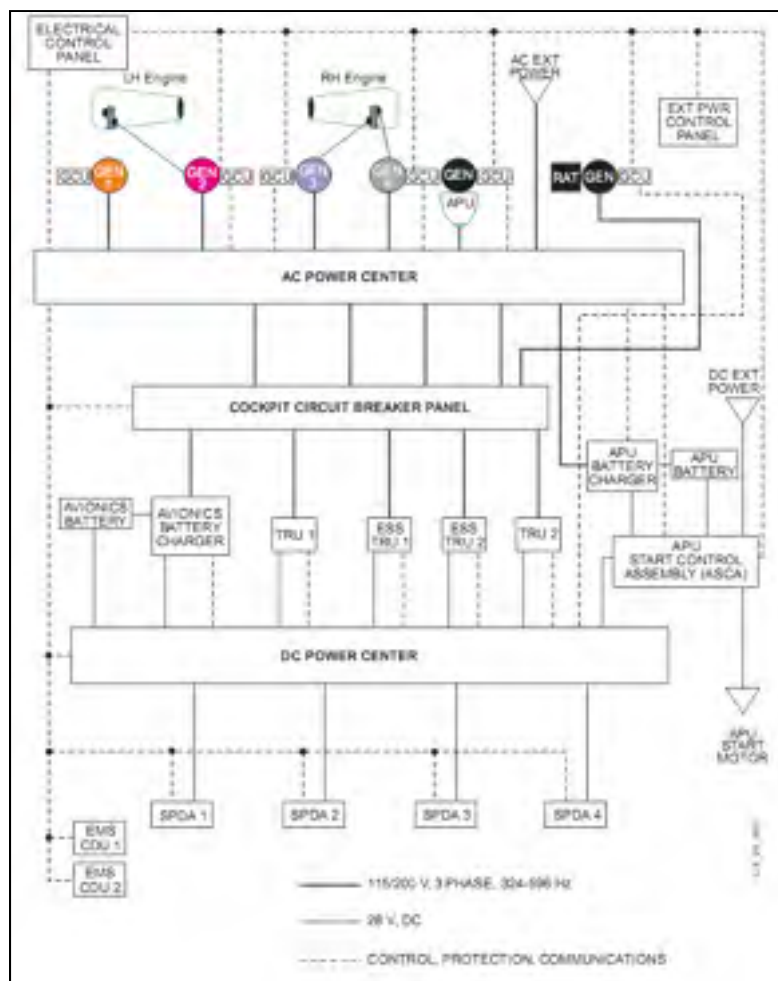 ELECTRICAL
CONTROL
PANEL
LH Engine
RH Engine
AC EXT
POWER
EXT PWR
CONTROL
PANEL
GCU
GEN
1
GEN
2
GCU
GCU
GEN
3
GEN
GCU
GEN
GCU
APU
RAT
GEN
GCU
AC POWER CENTER
DC EXT
POWER
COCKPIT CIRCUIT BREAKER PANEL
APU
BATTERY
CHARGER
APU
BATTERY
AVIONICS
BATTERY
AVIONICS
BATTERY
CHARGER
TRU 1
ESS
TRU 1
ESS
TRU 2
TRU 2
APU
START CONTROL
ASSEMBLY (ASCA)
DC POWER CENTER
APU
START
MOTOR
SPDA 1
SPDA 2
SPDA 3
SPDA 4
EMS
CDU 1
EMS
CDU 2
115/200 V, 3 PHASE, 324-596 Hz
28 V, DC
CONTROL, PROTECTION, COMMUNICATIONS